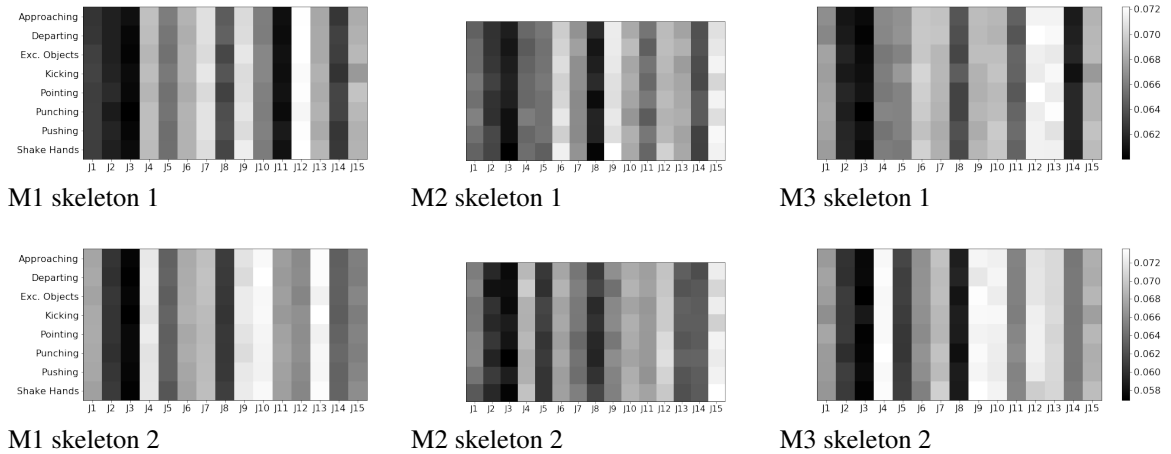 Approaching
Departing
Exc. Objects
Kicking
Pointing
Punching
Pushing
Shake Hands
J1 J2 J3 J4 J5 J6 J7 J8 J9 J10 J11 J12 J13 J14 J15
M1 skeleton 1
J1 J2 J3 J4 J5 J6 J7 J8 J9 J10 J11 J12 J13 J14 J15
M2 skeleton 1
J1 J2 J3 J4 J5 J6 J7 J8 J9 J10 J11 J12 J13 J14 J15
M3 skeleton 1
0.072
0.070
0.068
0.066
0.064
0.062
Approaching
Departing
Exc. Objects
Kicking
Pointing
Punching
Pushing
Shake Hands
J1 J2 J3 J4 J5 J6 J7 J8 J9 J10 J11 J12 J13 J14 J15
M1 skeleton 2
J1 J2 J3 J4 J5 J6 J7 J8 J9 J10 J11 J12 J13 J14 J15
M2 skeleton 2
J1 J2 J3 J4 J5 J6 J7 J8 J9 J10 J11 J12 J13 J14 J15
M3 skeleton 2
0.072
0.070
0.068
0.066
0.064
0.062
0.060
0.058